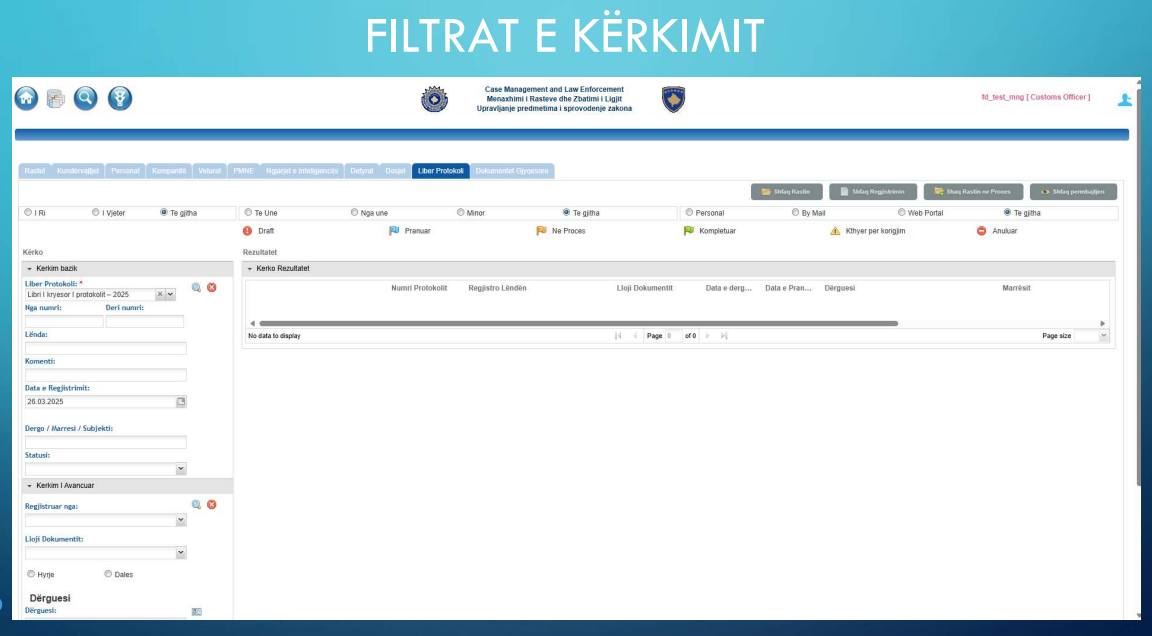 FILTRAT E KËRKIMIT
Case Management and Law Enforcement
Menaxhimi i Rasteve dhe Zbatimi i Ligjit
Upravljanje predmetima i sprovodenje zakona
fd_test_mng [ Customs Officer ]
Rastet Kundërvajtjet Personat Kompanitë Veturat PMNE Ngjarjet e Inteligjencës Detyrat Dosjet Liber Protokoli Dokumentet Gjyqesore
Shfaq Rastin Shfaq Regjistrimin Shaq Rastin ne Proces Shfaq permbajtjen
I Ri I Vjeter Te gjitha Te Une Nga une Minor Te gjitha Personal By Mail Web Portal Te gjitha
Draft Pranuar Ne Proces Kompletuar Kthyer per korigjim Anuluar
Kërko Rezultatet
Kerkim bazik Kerko Rezultatet
Liber Protokoli: *
Libri I kryesor I protokolit – 2025
Numri Protokolit Regjistro Lëndën Lloji Dokumentit Data e derg... Data e Pran... Dërguesi Marrësit
Nga numri: Deri numri:
No data to display Page 0 of 0 Page size
Lënda:
Komenti:
Data e Regjistrimit:
26.03.2025
Dergo / Marresi / Subjekti:
Statusi:
Kerkim I Avancuar
Regjistruar nga:
Lloji Dokumentit:
Hyrje Dales
Dërguesi
Dërguesi: